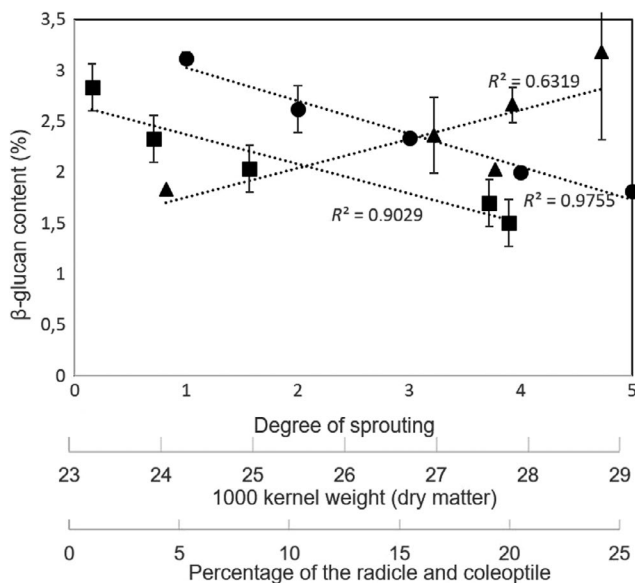 3,5
3
2,5
2
1,5
1
0,5
0
β-glucan content (%)
R² = 0.6319
R² = 0.9755
R² = 0.9029
0 1 2 3 4 5
Degree of sprouting
23 24 25 26 27 28 29
1000 kernel weight (dry matter)
0 5 10 15 20 25
Percentage of the radicle and coleoptile